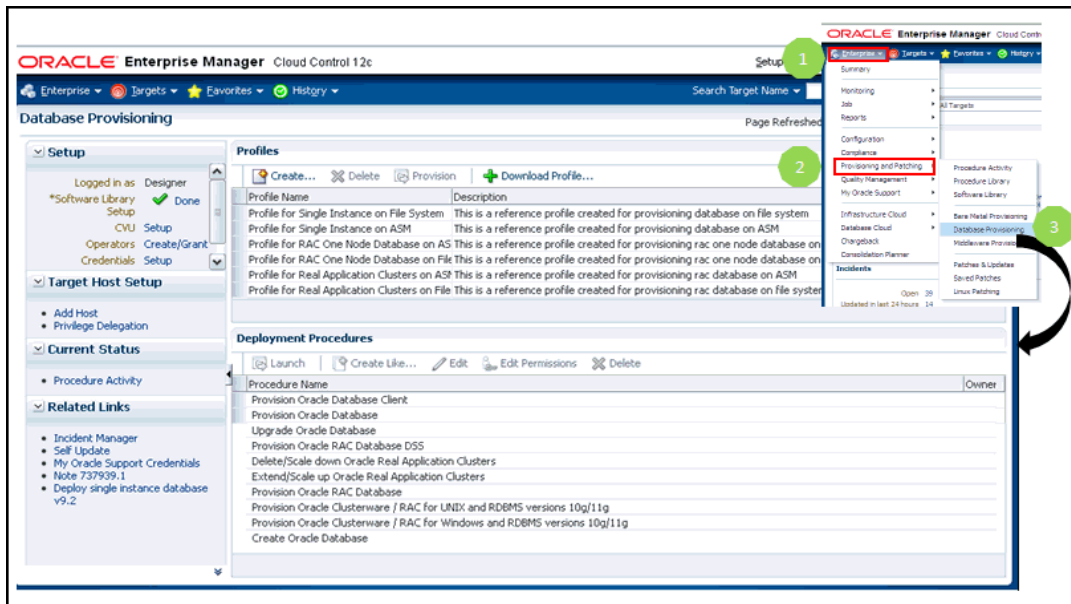 ORACLE Enterprise Manager Cloud Control 12c
Setup
Enterprise Targets Favorites History
Search Target Name
Database Provisioning
Page Refreshed
Setup
Logged in as Designer
*Software Library Setup Done
CVU Setup
Operators Create/Grant
Credentials Setup
Target Host Setup
Add Host
Privilege Delegation
Current Status
Procedure Activity
Related Links
Incident Manager
Self Update
My Oracle Support Credentials
Note 737939.1
Deploy single instance database
v9.2
Profiles
Create... Delete Provision Download Profile...
Profile Name Description
Profile for Single Instance on File System This is a reference profile created for provisioning database on file system
Profile for Single Instance on ASM This is a reference profile created for provisioning database on ASM
Profile for RAC One Node Database on AS This is a reference profile created for provisioning rac one node database on
Profile for RAC One Node Database on File This is a reference profile created for provisioning rac one node database on
Profile for Real Application Clusters on ASM This is a reference profile created for provisioning rac database on ASM
Profile for Real Application Clusters on File This is a reference profile created for provisioning rac database on file system
Deployment Procedures
Launch Create Like... Edit Edit Permissions Delete
Procedure Name Owner
Provision Oracle Database Client
Provision Oracle Database
Upgrade Oracle Database
Provision Oracle RAC Database DSS
Delete/Scale down Oracle Real Application Clusters
Extend/Scale up Oracle Real Application Clusters
Provision Oracle RAC Database
Provision Oracle Clusterware / RAC for UNIX and RDBMS versions 10g/11g
Provision Oracle Clusterware / RAC for Windows and RDBMS versions 10g/11g
Create Oracle Database
ORACLE Enterprise Manager Cloud Contr
1
Enterprise Targets Favorites History
Summary
Monitoring
Job
Reports
All Targets
Configuration
Compliance
2
Provisioning and Patching
Quality Management
My Oracle Support
Infrastructure Cloud
Database Cloud
Chargeback
Consolidation Planner
Procedure Activity
Procedure Library
Software Library
Bare Metal Provisioning
Database Provisioning
3
Middleware Provisio
Patches & Updates
Saved Patches
Linux Patching
Incidents
Open 39
Updated in last 24 hours 14